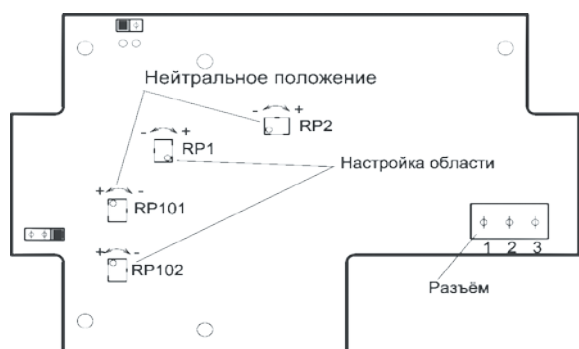 Нейтральное положение
- +
RP2
- +
RP1
Настройка области
+ -
RP101
+ -
RP102
1 2 3
Разъём